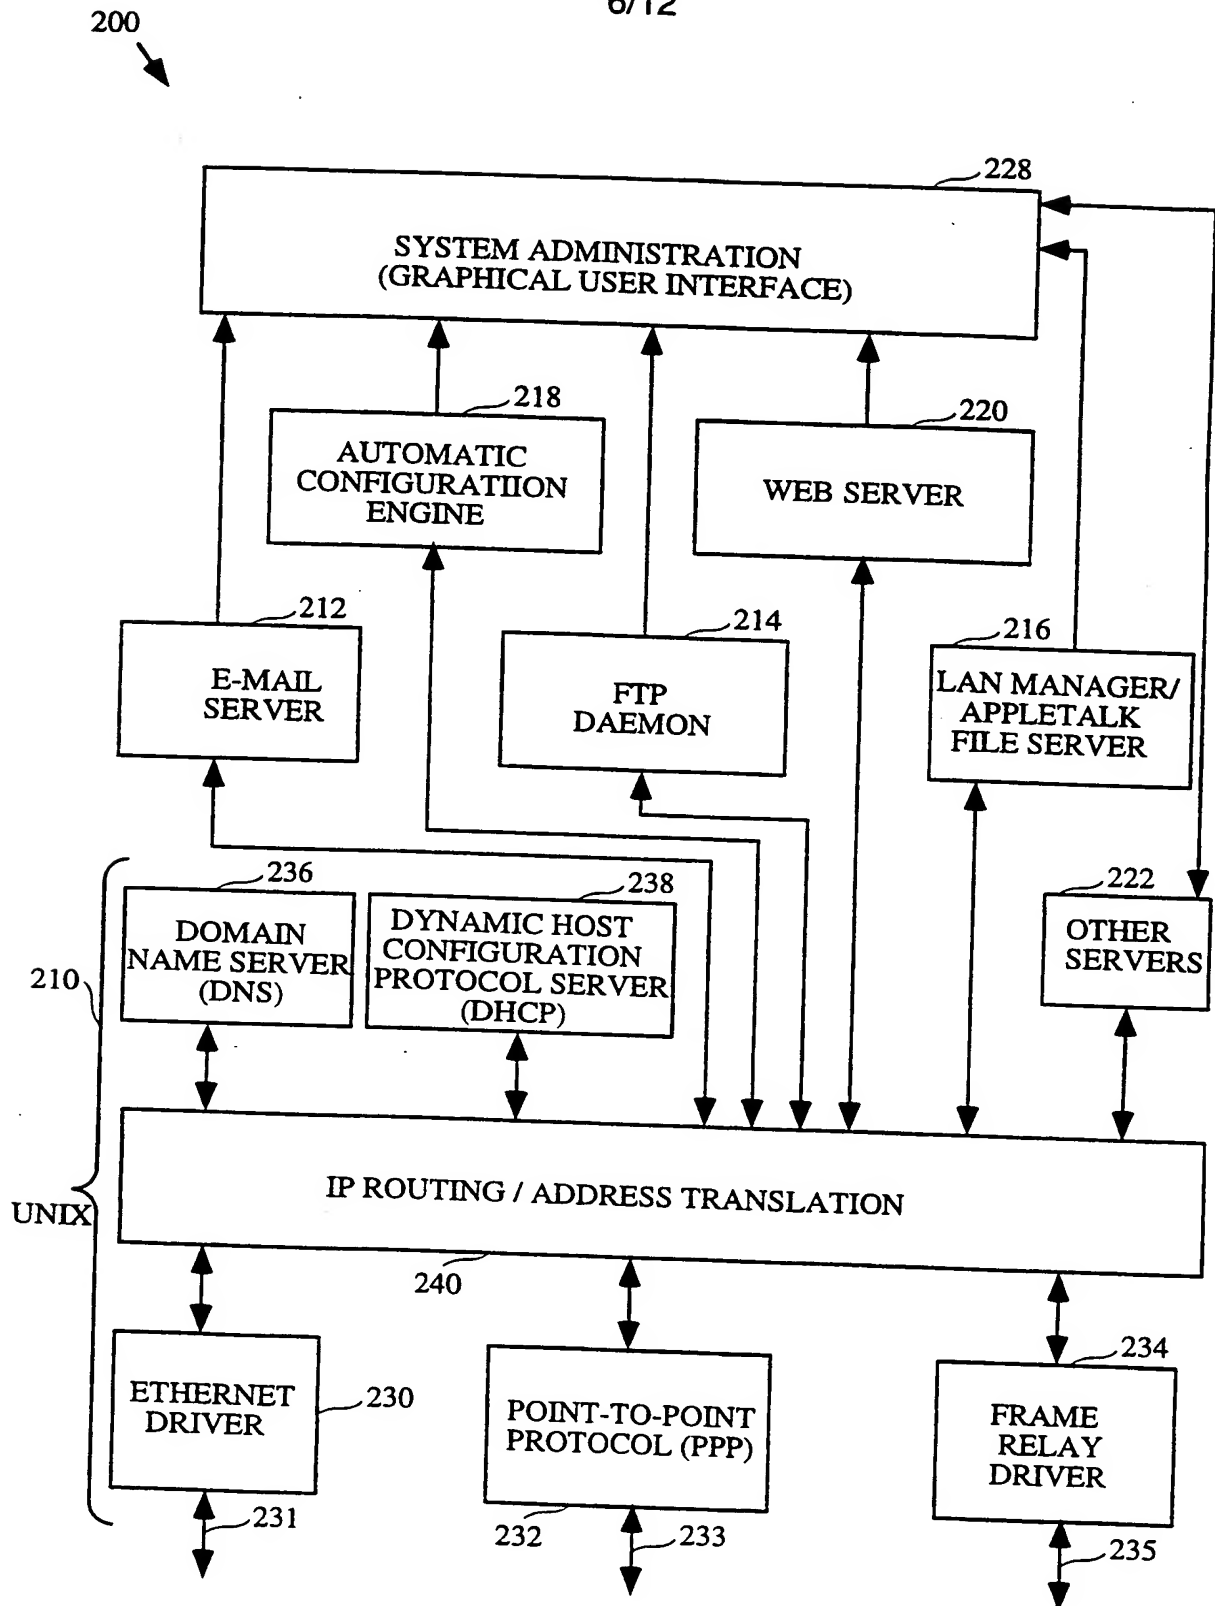 6/12
200
228
SYSTEM ADMINISTRATION
(GRAPHICAL USER INTERFACE)
218
AUTOMATIC
CONFIGURATIION
ENGINE
220
WEB SERVER
212
E-MAIL
SERVER
214
FTP
DAEMON
216
LAN MANAGER/
APPLETALK
FILE SERVER
236
DOMAIN
NAME SERVER
(DNS)
238
DYNAMIC HOST
CONFIGURATION
PROTOCOL SERVER
(DHCP)
222
OTHER
SERVERS
210
UNIX
IP ROUTING / ADDRESS TRANSLATION
240
ETHERNET
DRIVER
230
231
POINT-TO-POINT
PROTOCOL (PPP)
232
233
234
FRAME
RELAY
DRIVER
235